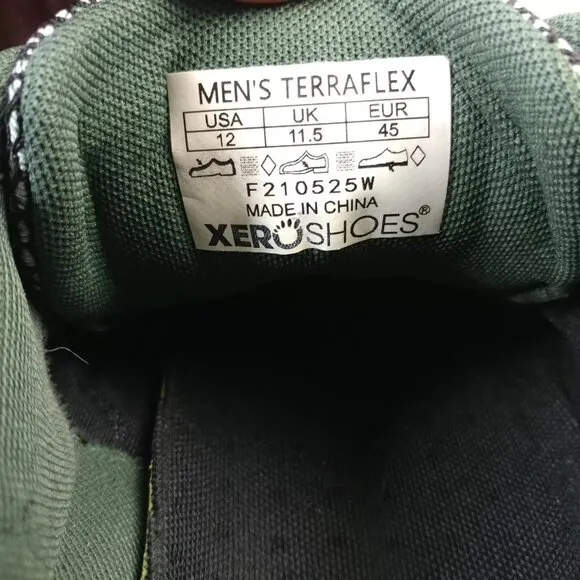 MEN'S TERRAFLEX
USA UK EUR
12 11.5 45
F210525W
MADE IN CHINA
XEROSHOES®